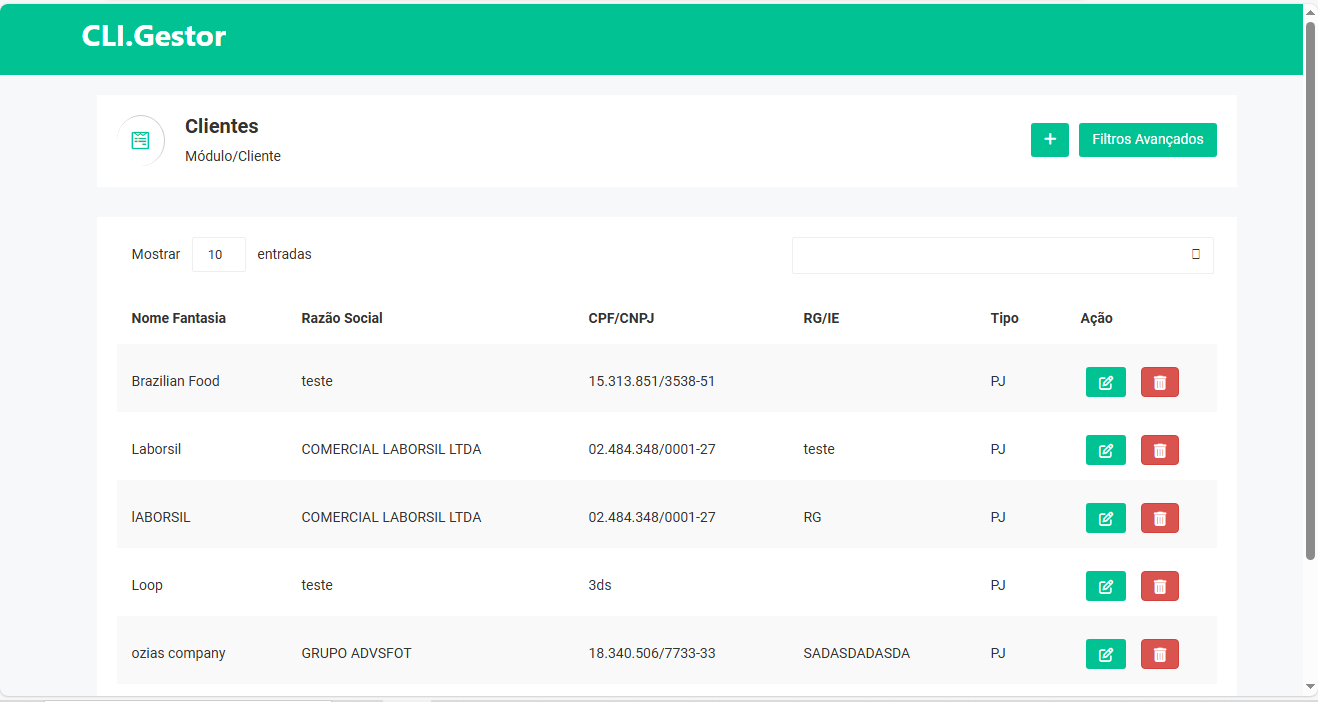 CLI.Gestor
Clientes
Módulo/Cliente
+ Filtros Avançados
Mostrar 10 entradas
Nome Fantasia Razão Social CPF/CNPJ RG/IE Tipo Ação
Brazilian Food teste 15.313.851/3538-51 PJ
Laborsil COMERCIAL LABORSIL LTDA 02.484.348/0001-27 teste PJ
lABORSIL COMERCIAL LABORSIL LTDA 02.484.348/0001-27 RG PJ
Loop teste 3ds PJ
ozias company GRUPO ADVSFOT 18.340.506/7733-33 SADASDADASDA PJ